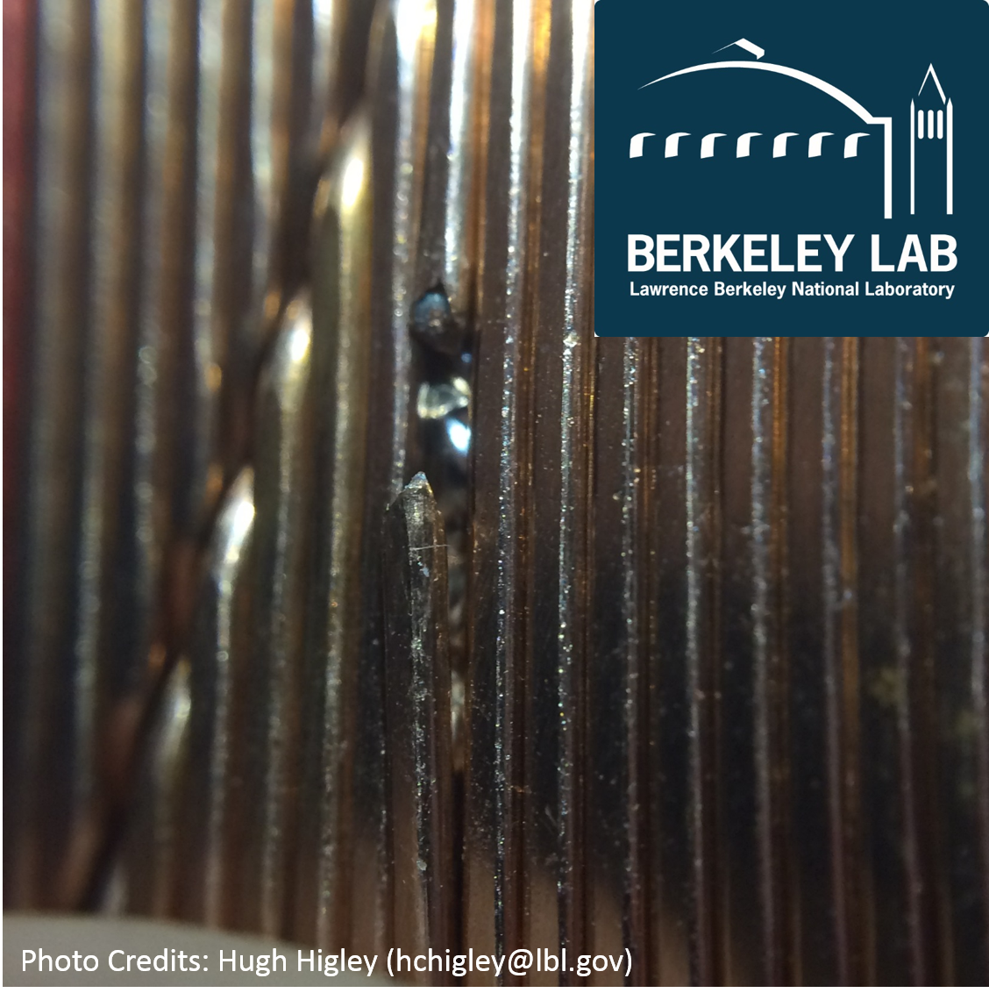 BERKELEY LAB
Lawrence Berkeley National Laboratory
Photo Credits: Hugh Higley (hchigley@lbl.gov)